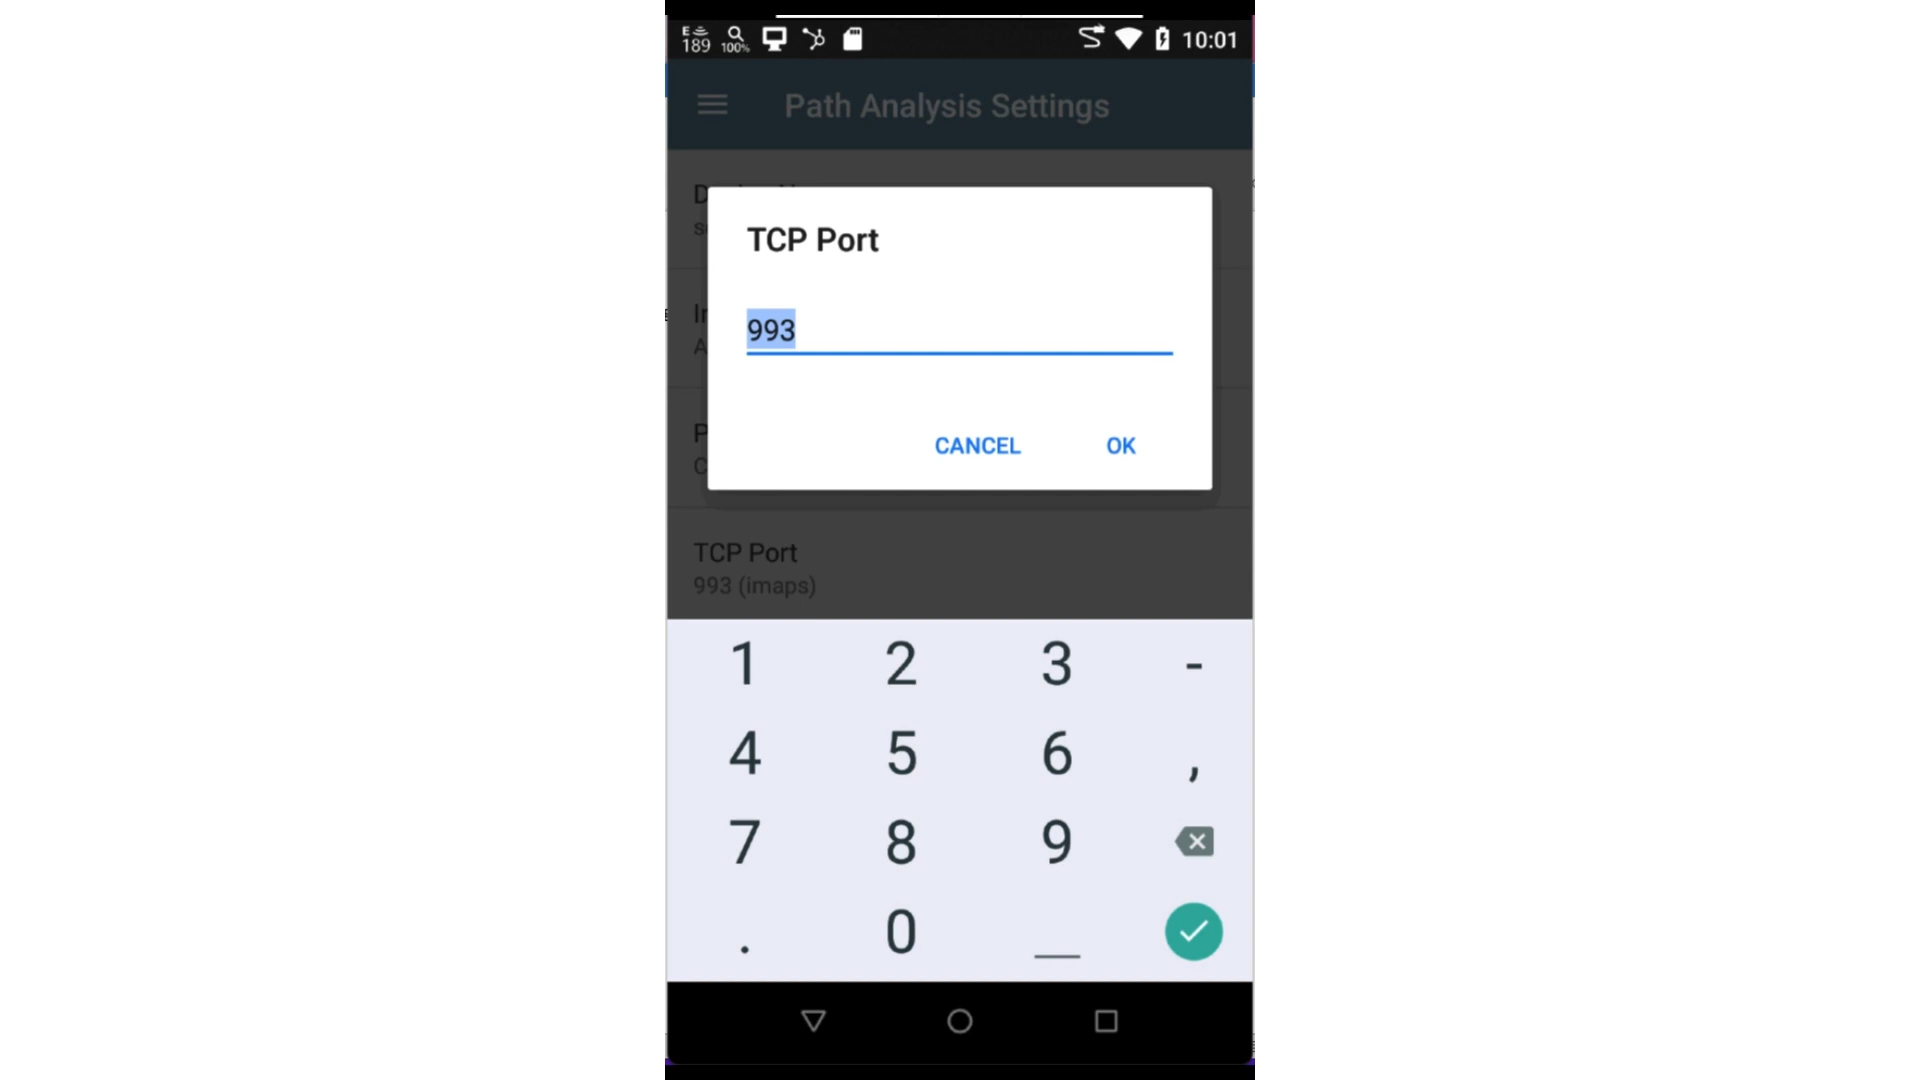 E
189
100%
10:01
Path Analysis Settings
TCP Port
993
CANCEL OK
TCP Port
993 (imaps)
1 2 3 -
4 5 6 ,
7 8 9
. 0